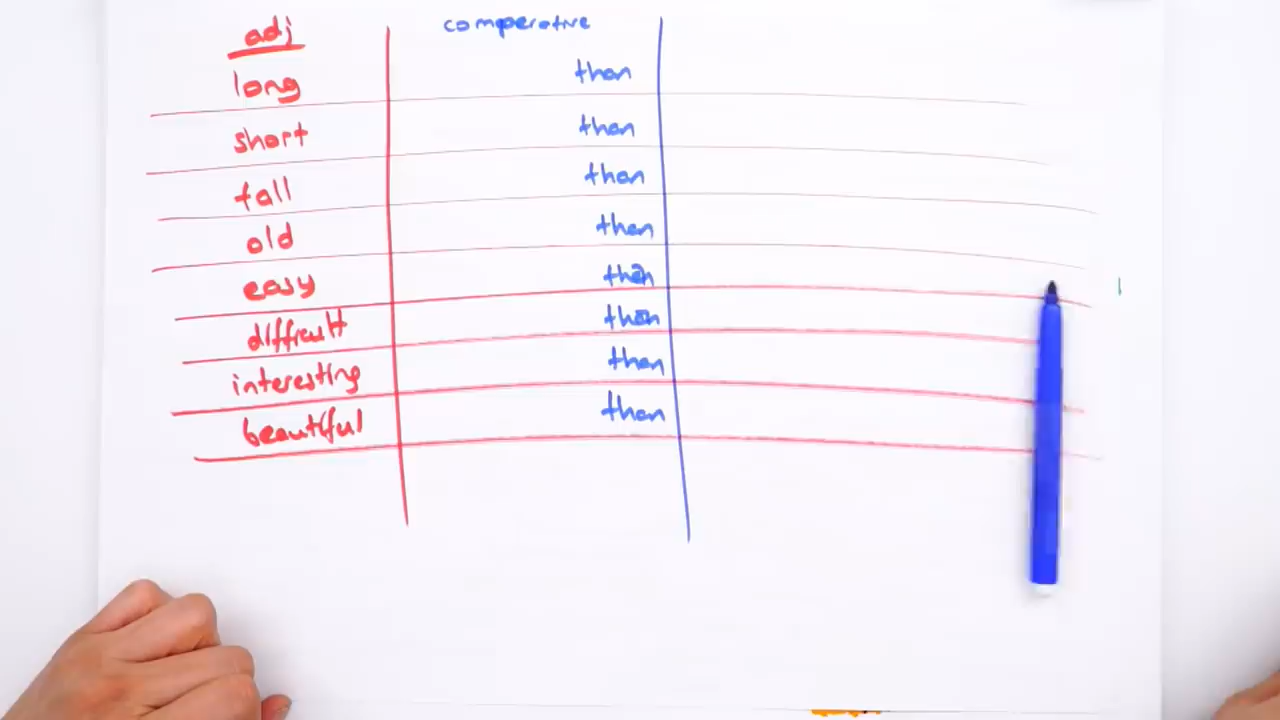 adj comperative
long than
short than
tall than
old than
easy than
difficult than
interesting than
beautiful than